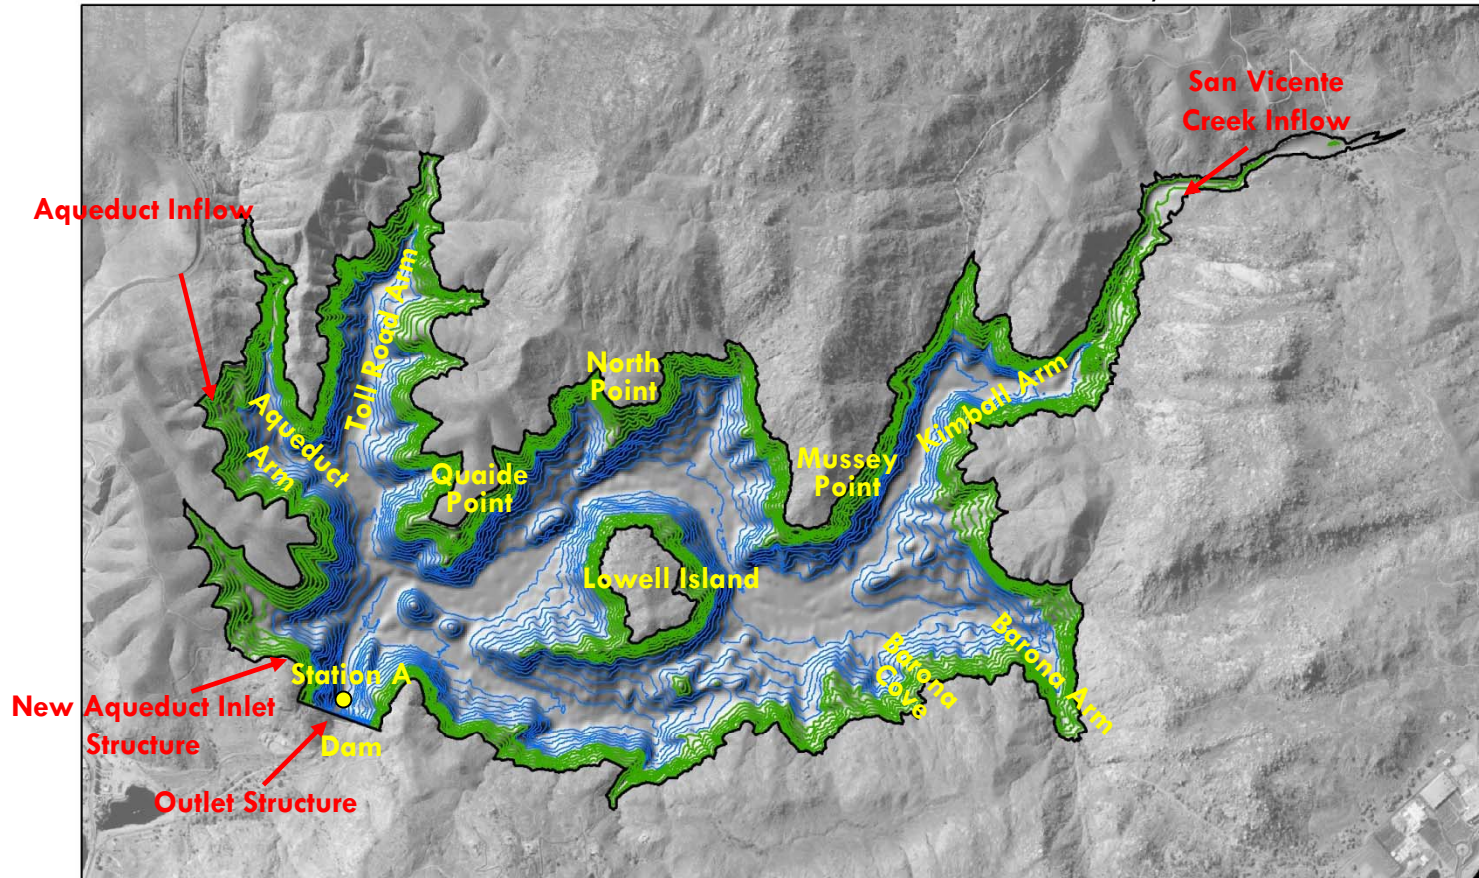 San Vicente
Creek Inflow
Aqueduct Inflow
Toll Road Arm
North
Point
Aqueduct
Arm
Kimball Arm
Quaide
Point
Mussey
Point
Lowell Island
Barona
Cove
Barona Arm
Station A
New Aqueduct Inlet
Structure
Dam
Outlet Structure